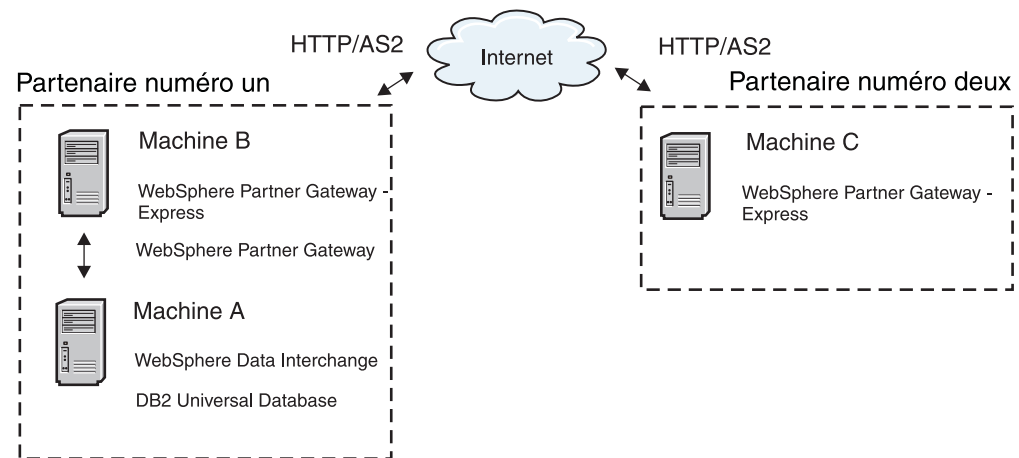 HTTP/AS2
Internet
HTTP/AS2
Partenaire numéro un
Partenaire numéro deux
Machine B
WebSphere Partner Gateway -
Express
WebSphere Partner Gateway
Machine A
WebSphere Data Interchange
DB2 Universal Database
Machine C
WebSphere Partner Gateway -
Express